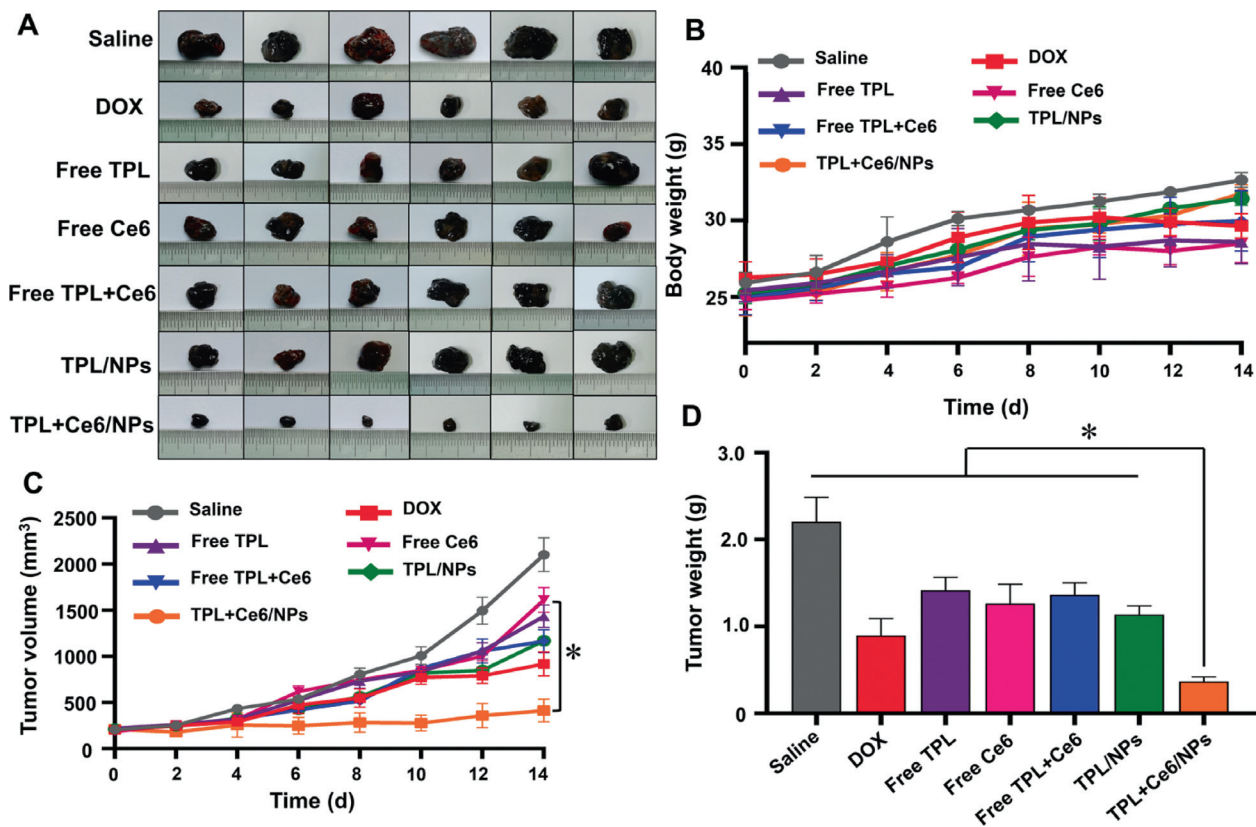 A
Saline
DOX
Free TPL
Free Ce6
Free TPL+Ce6
TPL/NPs
TPL+Ce6/NPs
B
Saline
DOX
Free TPL
Free Ce6
Free TPL+Ce6
TPL/NPs
TPL+Ce6/NPs
Body weight (g)
40
35
30
25
0 2 4 6 8 10 12 14
Time (d)
C
Saline
DOX
Free TPL
Free Ce6
Free TPL+Ce6
TPL/NPs
TPL+Ce6/NPs
Tumor volume (mm³)
2500
2000
1500
1000
500
0
*
0 2 4 6 8 10 12 14
Time (d)
D
*
Tumor weight (g)
3.0
2.0
1.0
0
Saline
DOX
Free TPL
Free Ce6
Free TPL+Ce6
TPL/NPs
TPL+Ce6/NPs